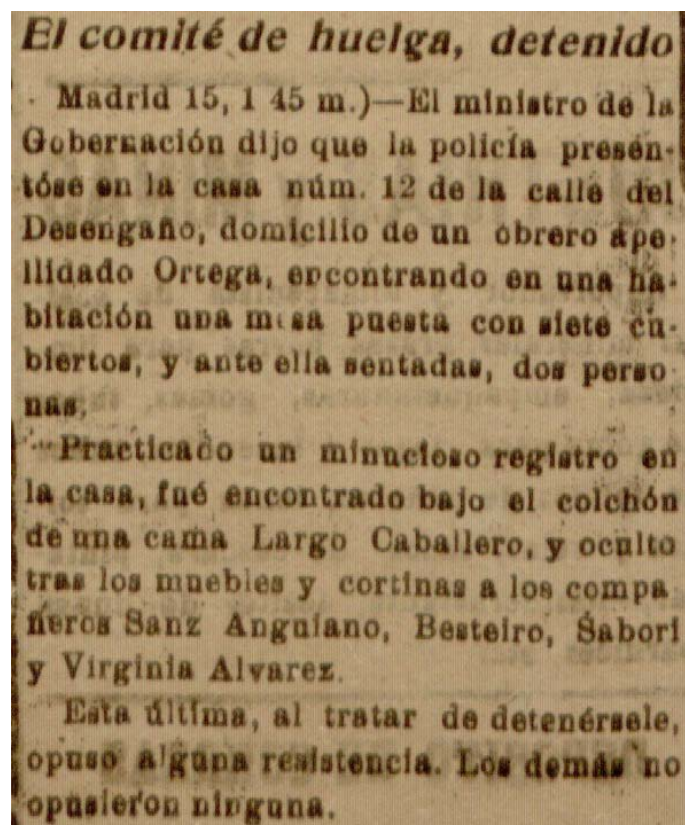 El comité de huelga, detenido
Madrid 15, 1 45 m.)—El ministro de la
Gobernación dijo que la policía presen-
tóse en la casa núm. 12 de la calle del
Desengaño, domicilio de un obrero ape-
llidado Ortega, encontrando en una ha-
bitación una mesa puesta con siete cu-
biertos, y ante ella sentadas, dos perso
nas.
Practicado un minucioso registro en
la casa, fué encontrado bajo el colchón
de una cama Largo Caballero, y oculto
tras los muebles y cortinas a los compa
ñeros Sanz Anguiano, Besteiro, Sabori
y Virginia Alvarez.
Esta última, al tratar de detenérsele,
opuso alguna resistencia. Los demás no
opusieron ninguna.